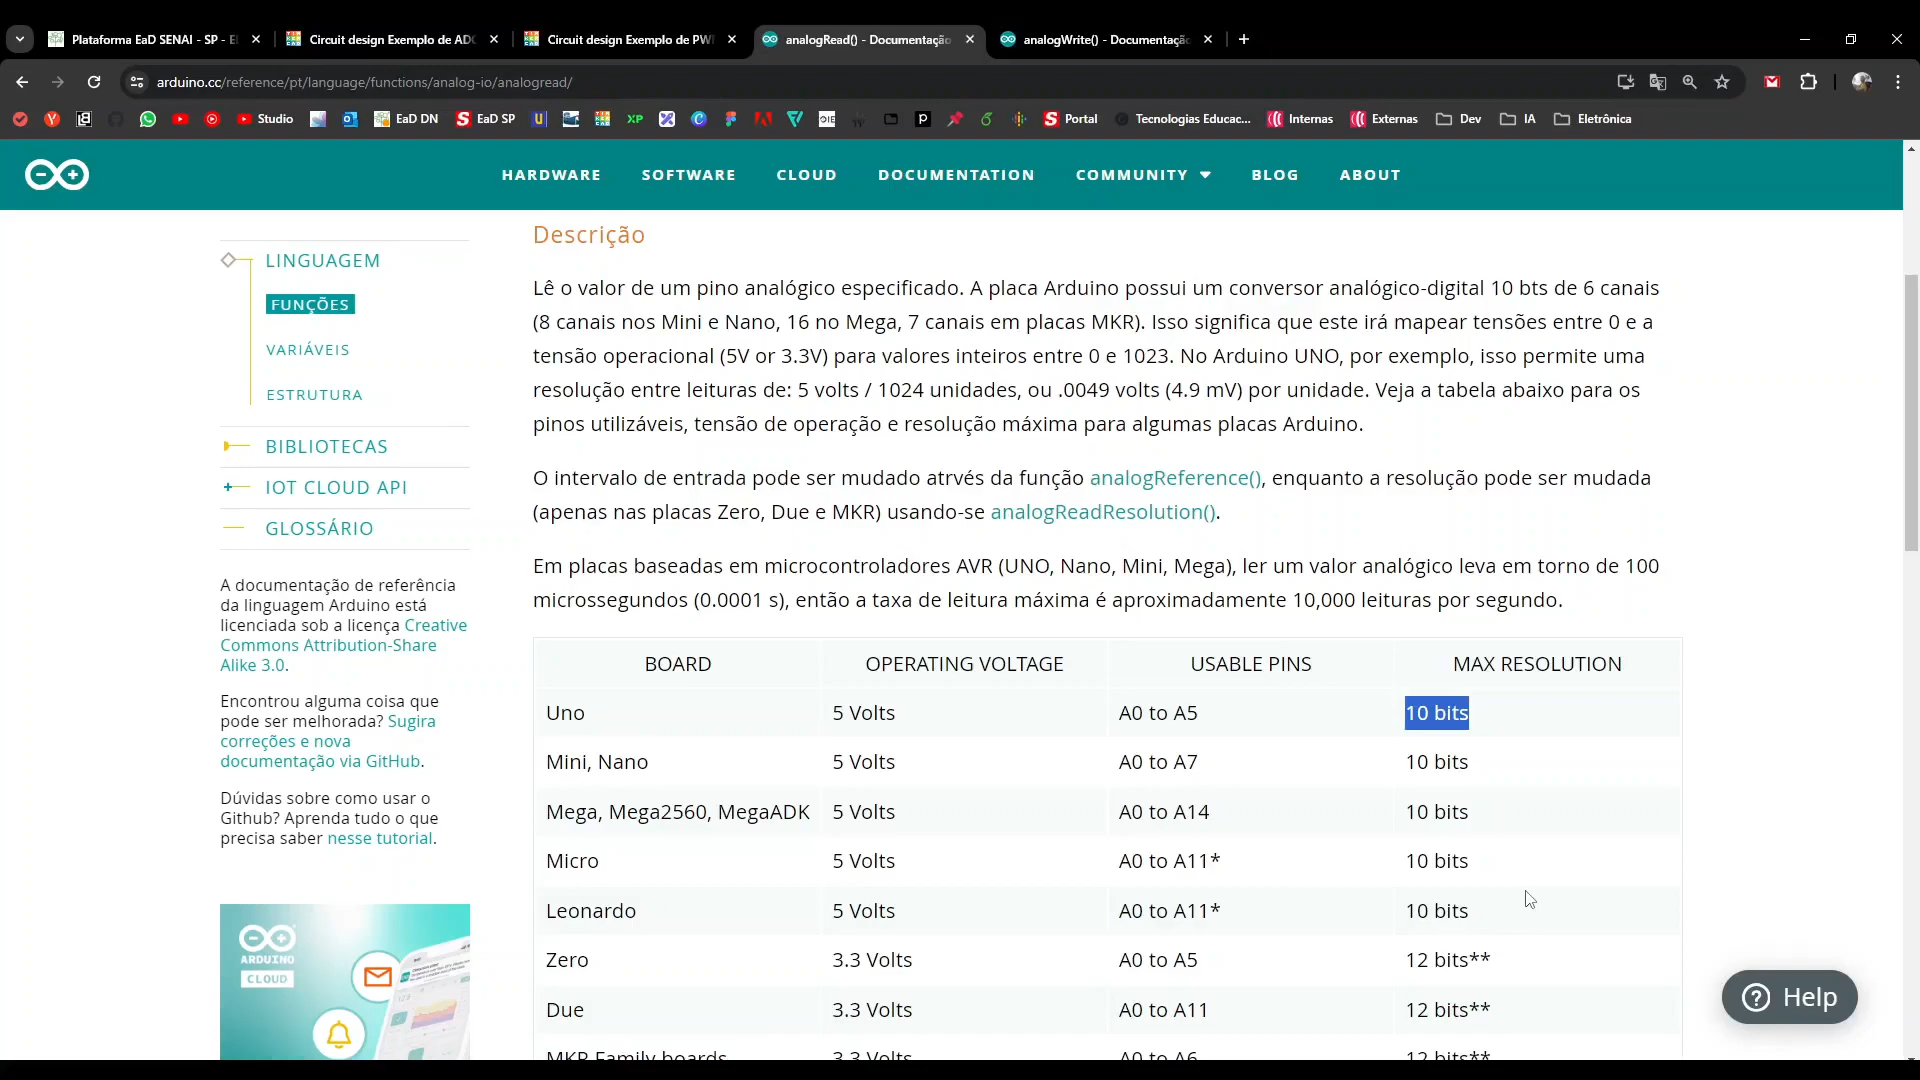 Plataforma EaD SENAI - SP - E
Circuit design Exemplo de AD
Circuit design Exemplo de PW
analogRead() - Documentação
analogWrite() - Documentaçã
arduino.cc/reference/pt/language/functions/analog-io/analogread/
Studio
EaD DN
EaD SP
XP
Portal
Tecnologias Educac...
Internas
Externas
Dev
IA
Eletrônica
HARDWARE
SOFTWARE
CLOUD
DOCUMENTATION
COMMUNITY
BLOG
ABOUT
LINGUAGEM
FUNÇÕES
VARIÁVEIS
ESTRUTURA
BIBLIOTECAS
IOT CLOUD API
GLOSSÁRIO
A documentação de referência
da linguagem Arduino está
licenciada sob a licença Creative
Commons Attribution-Share
Alike 3.0.
Encontrou alguma coisa que
pode ser melhorada? Sugira
correções e nova
documentação via GitHub.
Dúvidas sobre como usar o
Github? Aprenda tudo o que
precisa saber nesse tutorial.
ARDUINO
CLOUD
Descrição
Lê o valor de um pino analógico especificado. A placa Arduino possui um conversor analógico-digital 10 bts de 6 canais
(8 canais nos Mini e Nano, 16 no Mega, 7 canais em placas MKR). Isso significa que este irá mapear tensões entre 0 e a
tensão operacional (5V or 3.3V) para valores inteiros entre 0 e 1023. No Arduino UNO, por exemplo, isso permite uma
resolução entre leituras de: 5 volts / 1024 unidades, ou .0049 volts (4.9 mV) por unidade. Veja a tabela abaixo para os
pinos utilizáveis, tensão de operação e resolução máxima para algumas placas Arduino.
O intervalo de entrada pode ser mudado atrvés da função analogReference(), enquanto a resolução pode ser mudada
(apenas nas placas Zero, Due e MKR) usando-se analogReadResolution().
Em placas baseadas em microcontroladores AVR (UNO, Nano, Mini, Mega), ler um valor analógico leva em torno de 100
microssegundos (0.0001 s), então a taxa de leitura máxima é aproximadamente 10,000 leituras por segundo.
BOARD OPERATING VOLTAGE USABLE PINS MAX RESOLUTION
Uno 5 Volts A0 to A5 10 bits
Mini, Nano 5 Volts A0 to A7 10 bits
Mega, Mega2560, MegaADK 5 Volts A0 to A14 10 bits
Micro 5 Volts A0 to A11* 10 bits
Leonardo 5 Volts A0 to A11* 10 bits
Zero 3.3 Volts A0 to A5 12 bits**
Due 3.3 Volts A0 to A11 12 bits**
MKR Family boards 3.3 Volts A0 to A6 12 bits**
Help